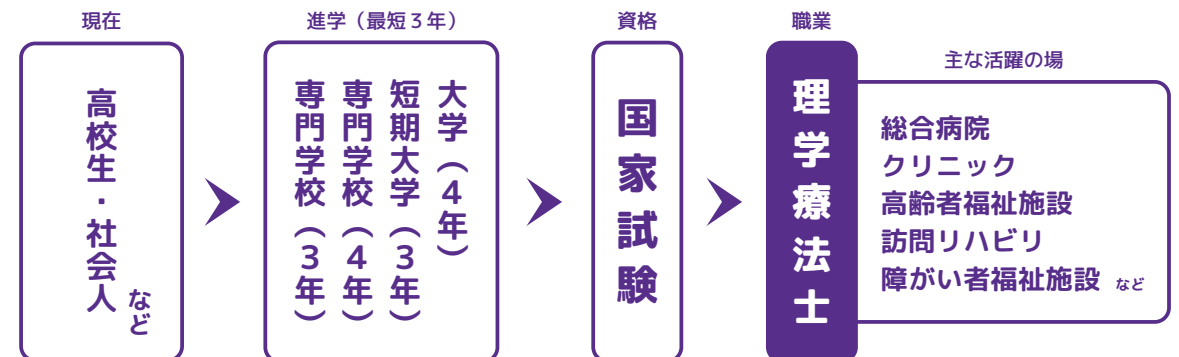 現在
高校生・社会人
など
進学（最短３年）
大学（４年）
短期大学（３年）
専門学校（４年）
専門学校（３年）
資格
国家試験
職業
理学療法士
主な活躍の場
総合病院
クリニック
高齢者福祉施設
訪問リハビリ
障がい者福祉施設 など